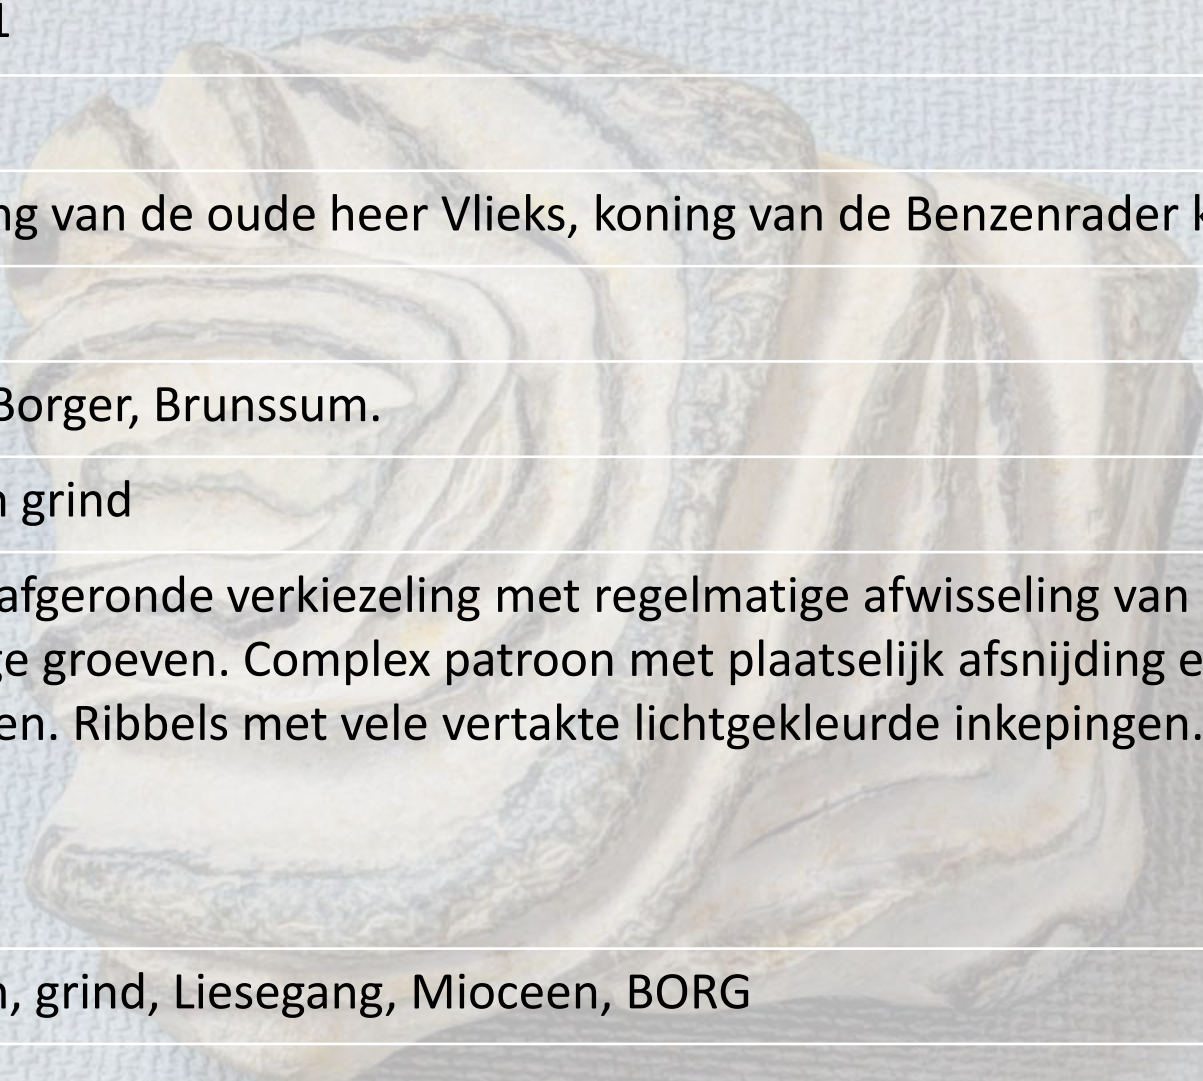 1
ng van de oude heer Vlieks, koning van de Benzenrader k
Borger, Brunssum.
n grind
afgeronde verkiezeling met regelmatige afwisseling van
ge groeven. Complex patroon met plaatselijk afsnijding e
en. Ribbels met vele vertakte lichtgekleurde inkepingen.
n, grind, Liesegang, Mioceen, BORG